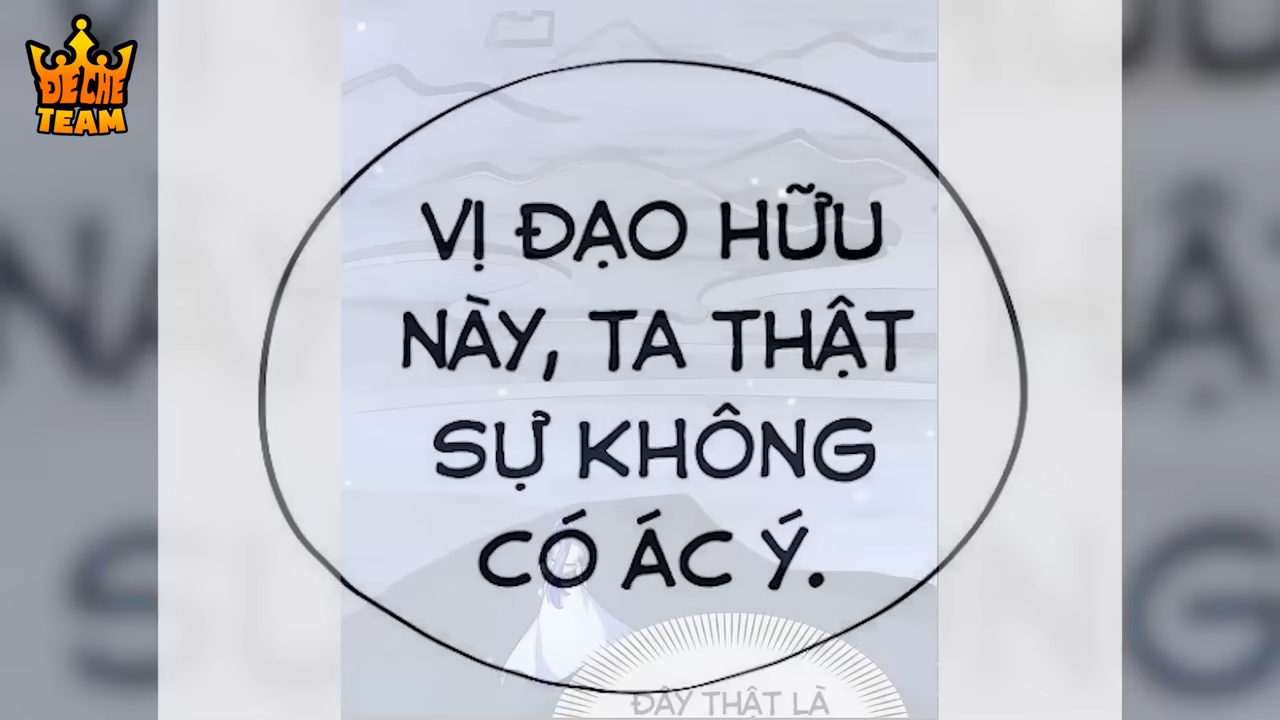 ĐẾ CHẾ
TEAM
VỊ ĐẠO HỮU
NÀY, TA THẬT
SỰ KHÔNG
CÓ ÁC Ý.
ĐÂY THẬT LÀ